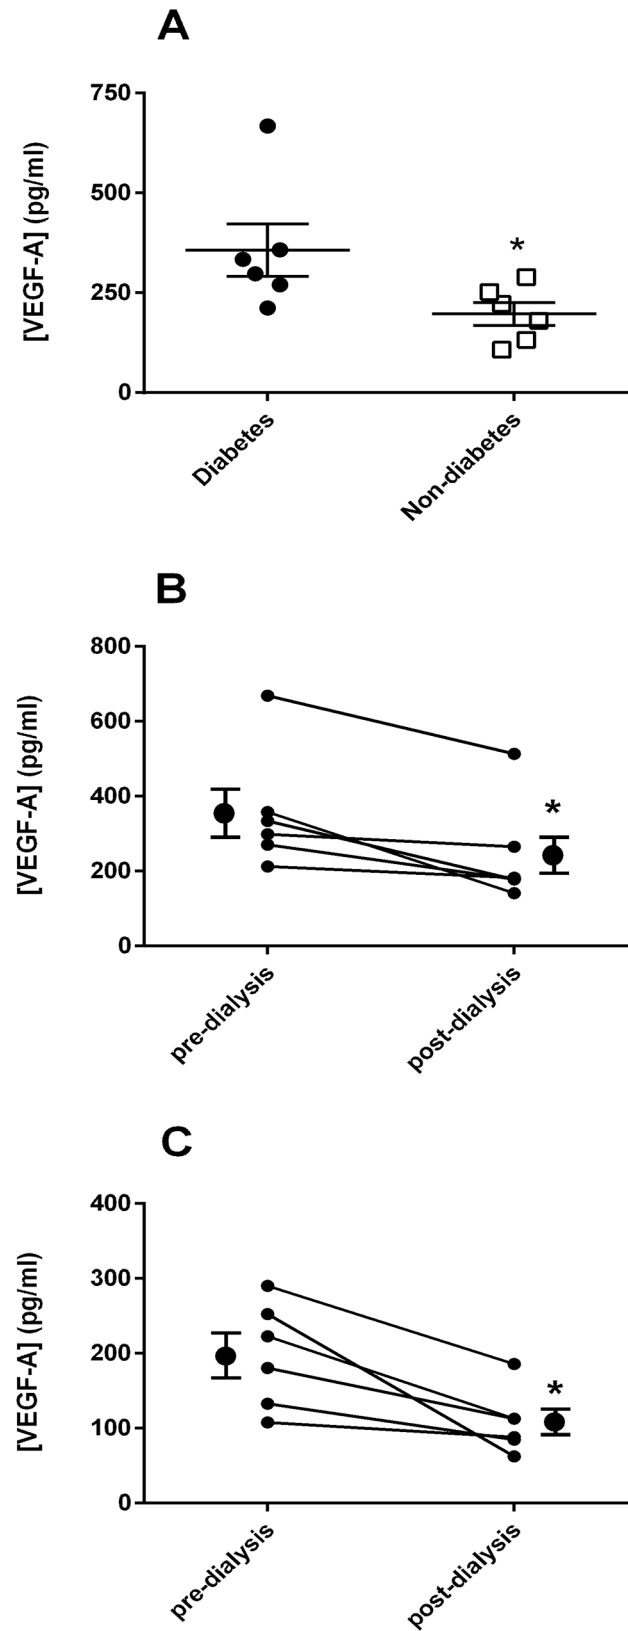 A
[VEGF-A] (pg/ml)
750
500
250
0
*
Diabetes
Non-diabetes
B
[VEGF-A] (pg/ml)
800
600
400
200
0
*
pre-dialysis
post-dialysis
C
[VEGF-A] (pg/ml)
400
300
200
100
0
*
pre-dialysis
post-dialysis